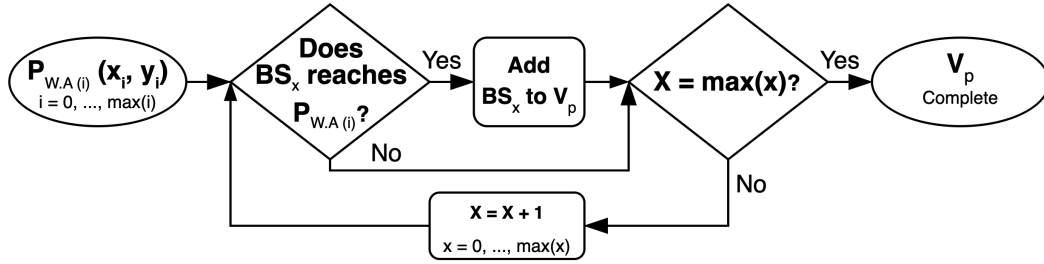 P W.A (i) (xi, yi)
i = 0, ..., max(i)
Does
BSx reaches
P W.A (i)?
Yes
Add
BSx to Vp
No
X = max(x)?
Yes
Vp
Complete
No
X = X + 1
x = 0, ..., max(x)